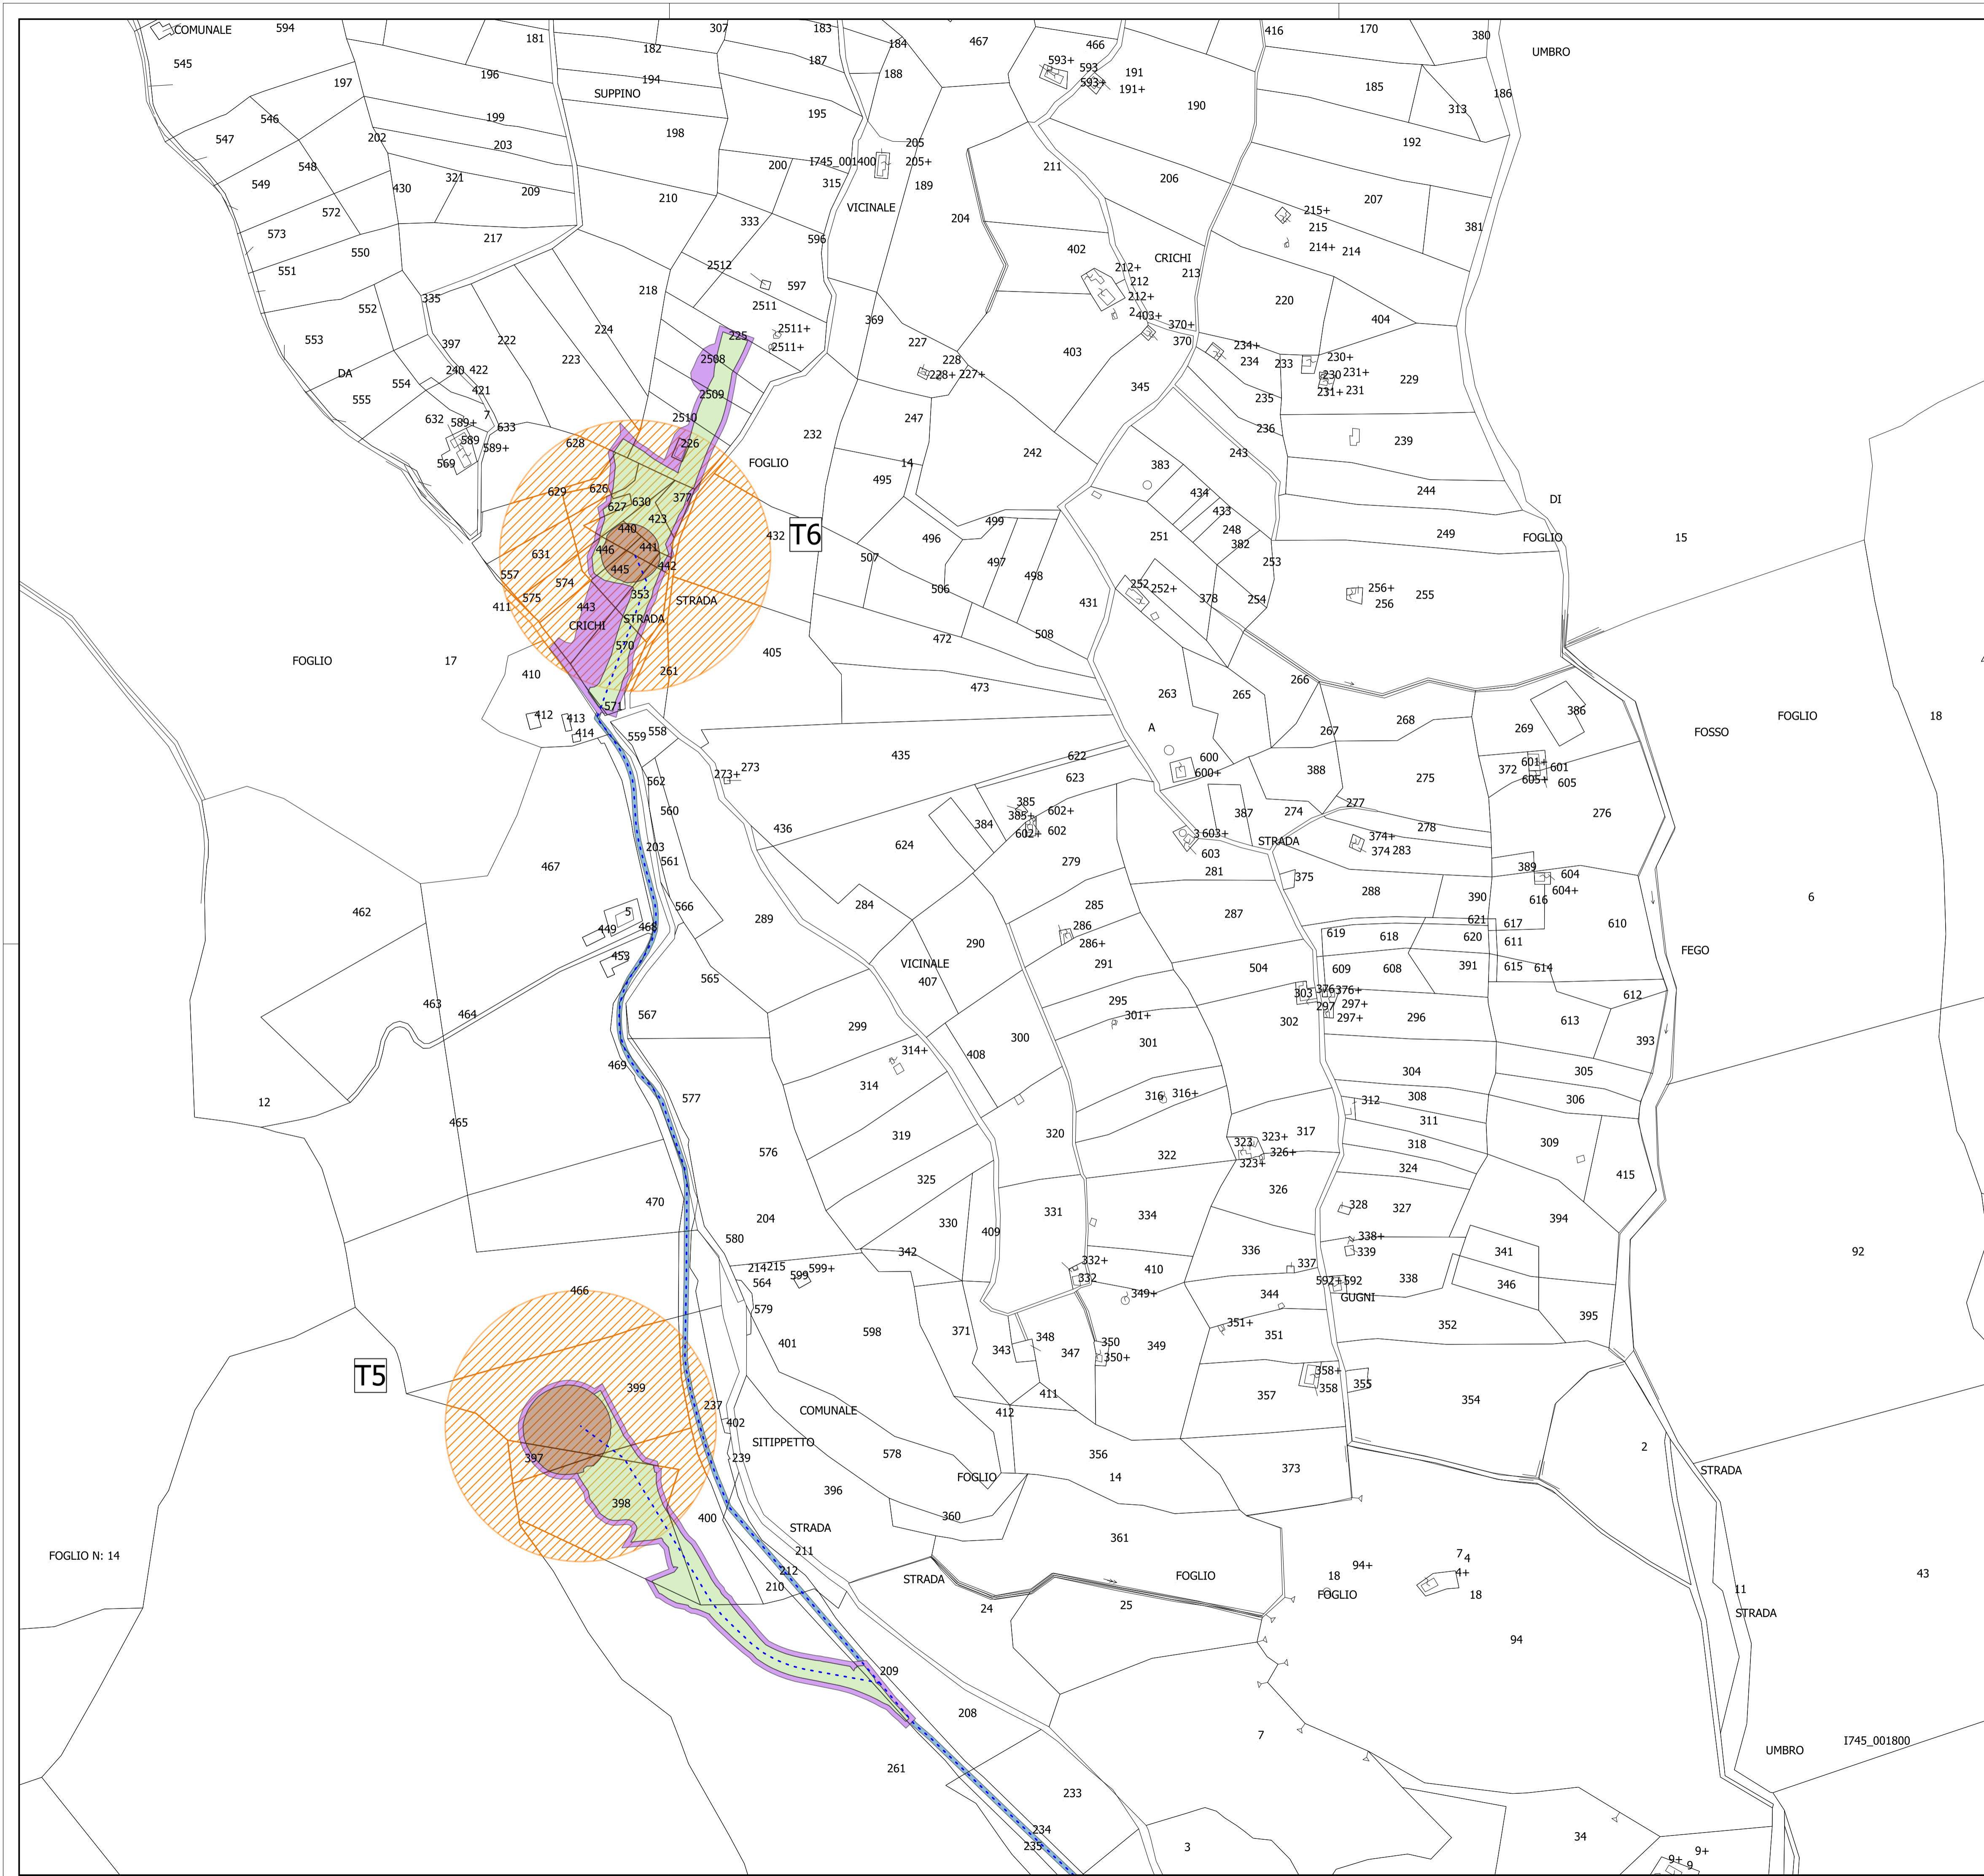 COMUNALE 594 181 307 183 416 170 380
182 184 467 466 UMBRO
545 196 187 188 593+ 593 191
197 194 593+ 191+ 185 186
SUPPINO 190 313
546 199 195
547 202 203 198 205 192
548 200 I745_001400 205+ 211
549 430 321 209 315 189 206
572 210 VICINALE 207
573 217 333 204 215+
550 596 402 215 381
551 2512 CRICHI 214+ 214
335 218 597 212+ 213
552 2511 212 212+ 220
553 224 225 2511+ 369 2 403+ 370+ 404
397 222 223 2511+ 227 403 370
DA 240 422 2508 228 234+ 230+
554 421 228+ 227+ 234 233 230 231+ 229
555 2509 345 231+ 231
632 589+ 7 633 2510 247 235
589 628 226 232 242 236 239
569 589+ FOGLIO 14 383 243
629 626 377 495 434 244
627 630 433
423 499 248
440 T6 496 251 382 249 DI
446 441 432 FOGLIO 15
631 445 442 507 497 253
557 574 498
411 575 353 STRADA 506 431 252 252+ 378 254 256+ 255
443 256
CRICHI STRADA
570 472 508
FOGLIO 17 410 261 405 473 263 265 266
571 267 268 386
412 413 414 559 558 A 269 FOGLIO 18
435 622 FOSSO
273+ 273 600 601+
562 623 600+ 388 275 372 601
560 605+ 605
385 602+ 277
436 384 385+ 387 274 276
602+ 602 3 603+ 278
203 624 STRADA 374+
561 279 603 374 283
467 281 389
375 604
462 566 284 285 288 390 604+
5 289 287 616 6
449 468 286 621 617 610
290 286+ 619 618 620 611
453 VICINALE 291 504 FEGO
565 407 609 608 391 615 614
463 464 295 303 376 376+ 612
567 299 301+ 297 297+ 296
300 302 297+ 613
314+ 408 301 393
469 314 304 305
12 577 316 316+ 312 308 306
465 319 320 323 323+ 317 311
576 322 326+ 318 309
325 323+ 324 415
470 204 331 334 326 328 327 394
330 409
580 342 336 338+ 92
339 341
214 215 599 599+ 332+ 410 337
564 332 592+ 592 338 346
466 579 349+ 344 GUGNI 395
598 371 351+ 352
401 348 350 351
343 347 350+ 349
T5 358+
399 411 357 358 355
237 COMUNALE 412 354
402
SITIPPETTO 578 356 2
397 239 373 STRADA
FOGLIO 14
398 396
400 360
STRADA 361
211
FOGLIO N: 14 212 7 4
210 STRADA FOGLIO 18 94+ 4+ 43
FOGLIO 18 11
24 25 STRADA
94
209
208
7 I745_001800
UMBRO
261
233
234 34
235 3 9+
9+ 9